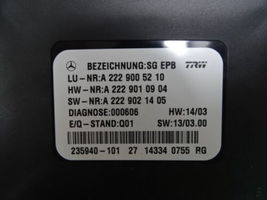 BEZEICHNUNG:SG EPB TRW
LU-NR:A 222 900 52 10
HW-NR:A 222 901 09 04
SW-NR:A 222 902 14 05
DIAGNOSE:000606 HW:14/03
E/Q-STAND:Q01 SW:13/03.00
235940-101 27 14334 0755 RG